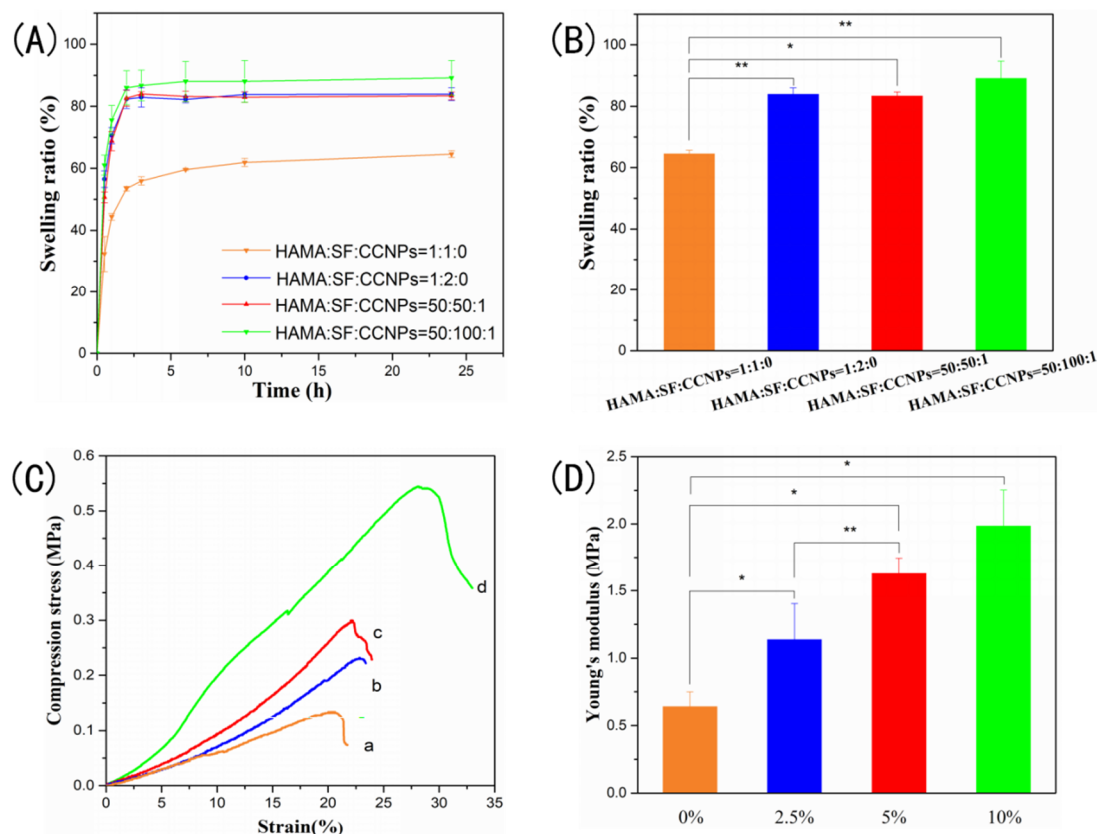 (A)
Swelling ratio (%)
100
80
60
40
20
0
HAMA:SF:CCNPs=1:1:0
HAMA:SF:CCNPs=1:2:0
HAMA:SF:CCNPs=50:50:1
HAMA:SF:CCNPs=50:100:1
0 5 10 15 20 25
Time (h)
(B)
Swelling ratio (%)
100
80
60
40
20
0
**
*
**
HAMA:SF:CCNPs=1:1:0
HAMA:SF:CCNPs=1:2:0
HAMA:SF:CCNPs=50:50:1
HAMA:SF:CCNPs=50:100:1
(C)
Compression stress (MPa)
0.6
0.5
0.4
0.3
0.2
0.1
0.0
d
c
b
a
0 5 10 15 20 25 30 35
Strain(%)
(D)
Young's modulus (MPa)
2.5
2.0
1.5
1.0
0.5
0.0
*
*
**
*
0% 2.5% 5% 10%